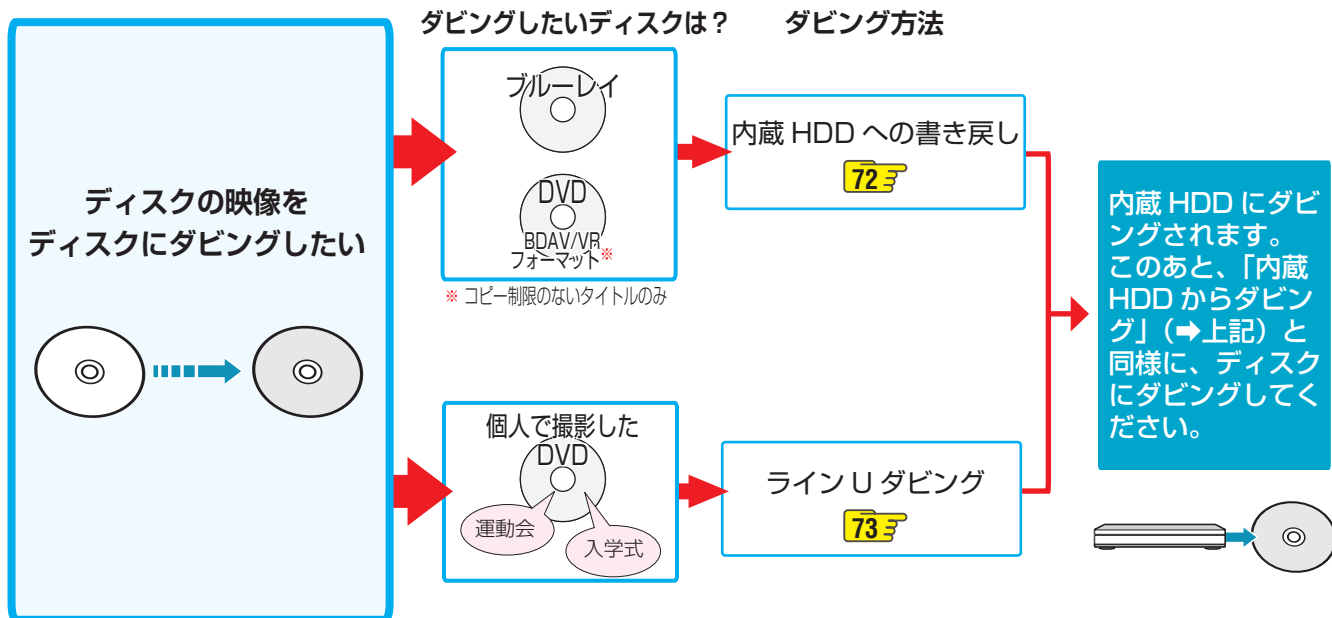 ダビングしたいディスクは？
ダビング方法
ディスクの映像を
ディスクにダビングしたい
ブルーレイ
DVD
BDAV/VR
フォーマット※
※ コピー制限のないタイトルのみ
内蔵 HDD への書き戻し
72
個人で撮影した
DVD
運動会
入学式
ライン U ダビング
73
内蔵 HDD にダビ
ングされます。
このあと、「内蔵
HDD からダビン
グ」（➡上記）と
同様に、ディスク
にダビングしてく
ださい。